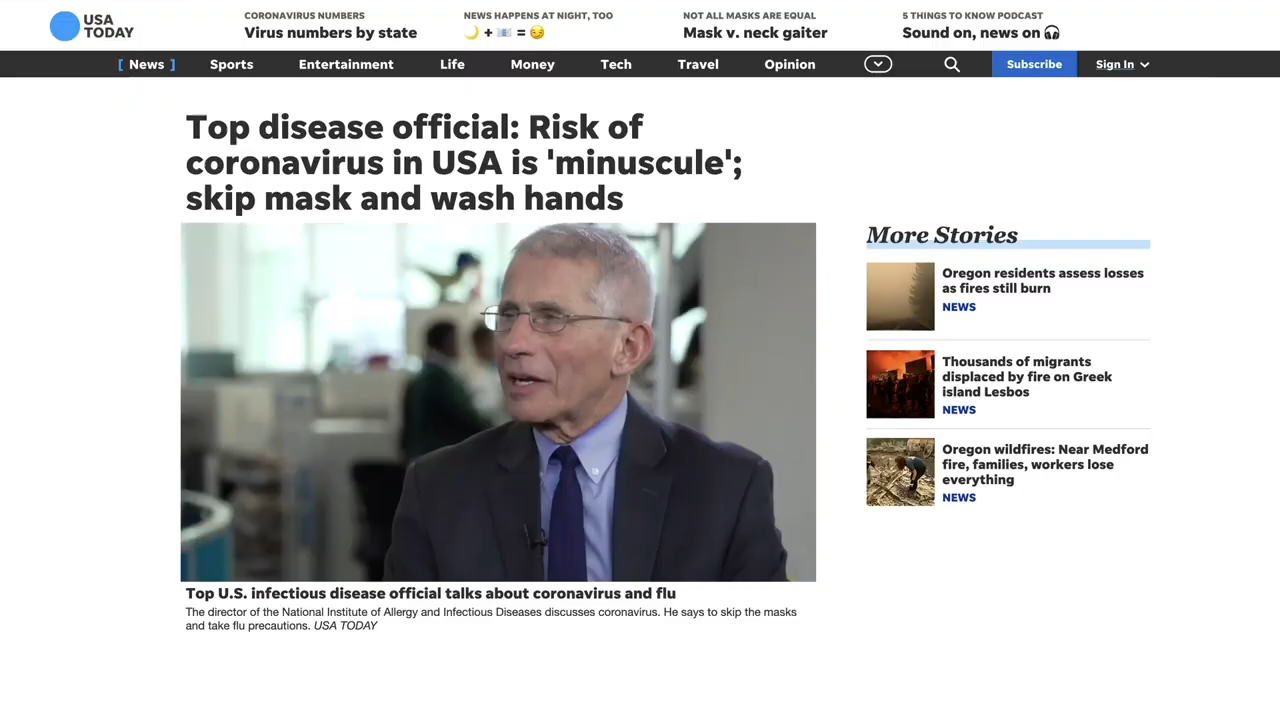 USA
TODAY
CORONAVIRUS NUMBERS
Virus numbers by state
NEWS HAPPENS AT NIGHT, TOO
🌙 + 📧 = 😏
NOT ALL MASKS ARE EQUAL
Mask v. neck gaiter
5 THINGS TO KNOW PODCAST
Sound on, news on 🎧
[ News ] Sports Entertainment Life Money Tech Travel Opinion Subscribe Sign In
Top disease official: Risk of
coronavirus in USA is 'minuscule';
skip mask and wash hands
Top U.S. infectious disease official talks about coronavirus and flu
The director of the National Institute of Allergy and Infectious Diseases discusses coronavirus. He says to skip the masks
and take flu precautions. USA TODAY
More Stories
Oregon residents assess losses
as fires still burn
NEWS
Thousands of migrants
displaced by fire on Greek
island Lesbos
NEWS
Oregon wildfires: Near Medford
fire, families, workers lose
everything
NEWS